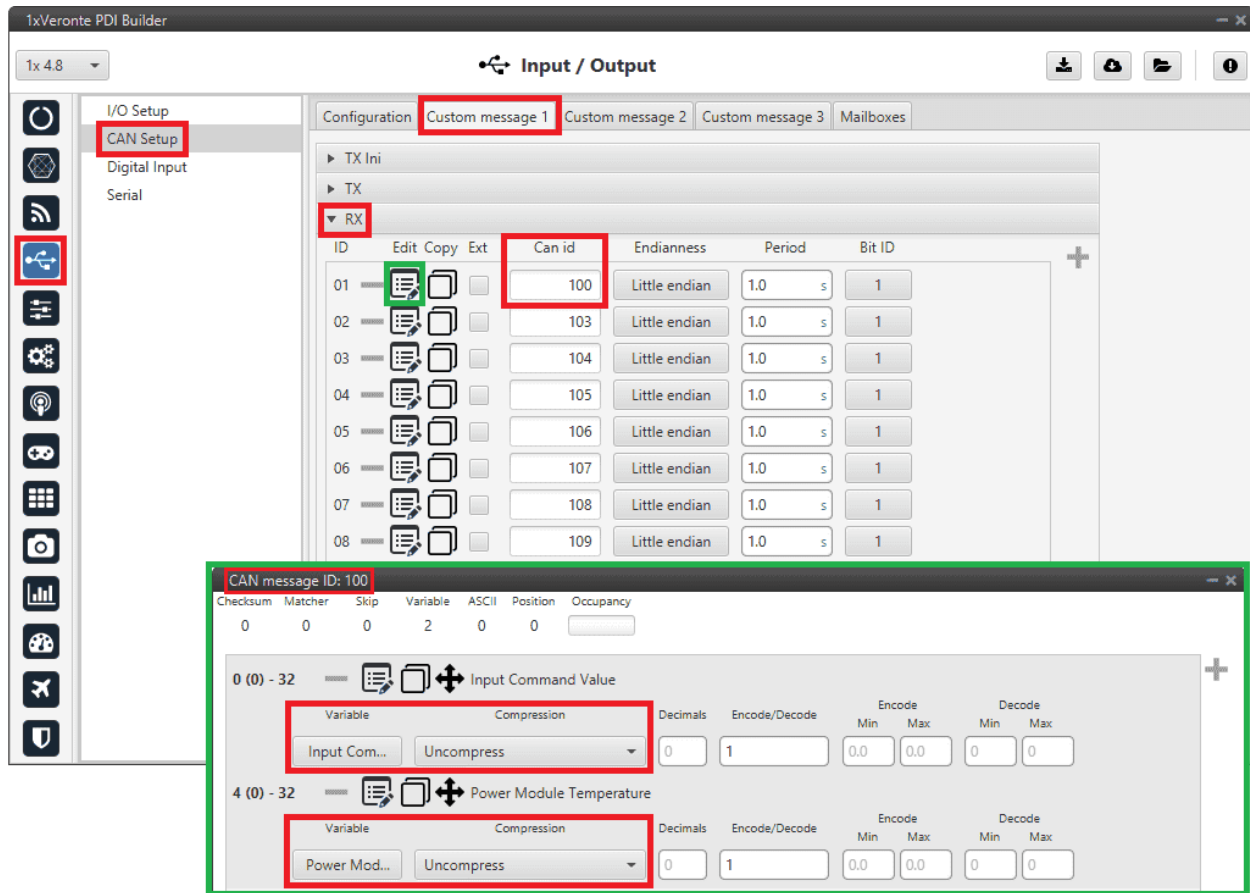 1xVeronte PDI Builder
1x 4.8
Input / Output
I/O Setup
CAN Setup
Digital Input
Serial
Configuration Custom message 1 Custom message 2 Custom message 3 Mailboxes
TX Ini
TX
RX
ID Edit Copy Ext Can id Endianness Period Bit ID
01 100 Little endian 1.0 s 1
02 103 Little endian 1.0 s 1
03 104 Little endian 1.0 s 1
04 105 Little endian 1.0 s 1
05 106 Little endian 1.0 s 1
06 107 Little endian 1.0 s 1
07 108 Little endian 1.0 s 1
08 109 Little endian 1.0 s 1
CAN message ID: 100
Checksum Matcher Skip Variable ASCII Position Occupancy
0 0 0 2 0 0
0 (0) - 32 Input Command Value
Encode Decode
Variable Compression Decimals Encode/Decode Min Max Min Max
Input Com... Uncompress 0 1 0.0 0.0 0 0
4 (0) - 32 Power Module Temperature
Encode Decode
Variable Compression Decimals Encode/Decode Min Max Min Max
Power Mod... Uncompress 0 1 0.0 0.0 0 0